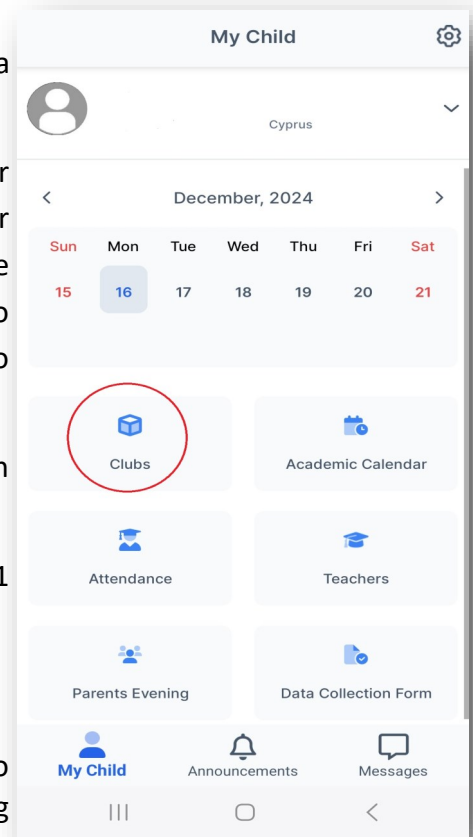 My Child
a
Cyprus
r
December, 2024
r
Sun Mon Tue Wed Thu Fri Sat
e
15 16 17 18 19 20 21
o
o
Clubs Academic Calendar
n
Attendance Teachers
1
Parents Evening Data Collection Form
My Child Announcements Messages
o
g